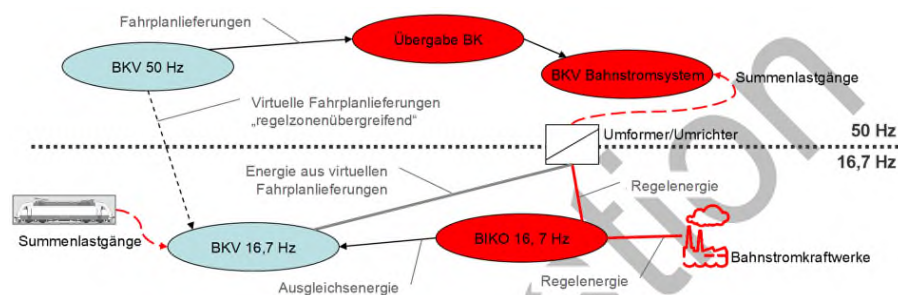 Fahrplanlieferungen
Übergabe BK
BKV 50 Hz
BKV Bahnstromsystem
Summenlastgänge
Virtuelle Fahrplanlieferungen
„regelzonenübergreifend“
Umformer/Umrichter
50 Hz
16,7 Hz
Energie aus virtuellen
Fahrplanlieferungen
Regelenergie
Summenlastgänge
BKV 16,7 Hz
BIKO 16, 7 Hz
Bahnstromkraftwerke
Ausgleichsenergie
Regelenergie